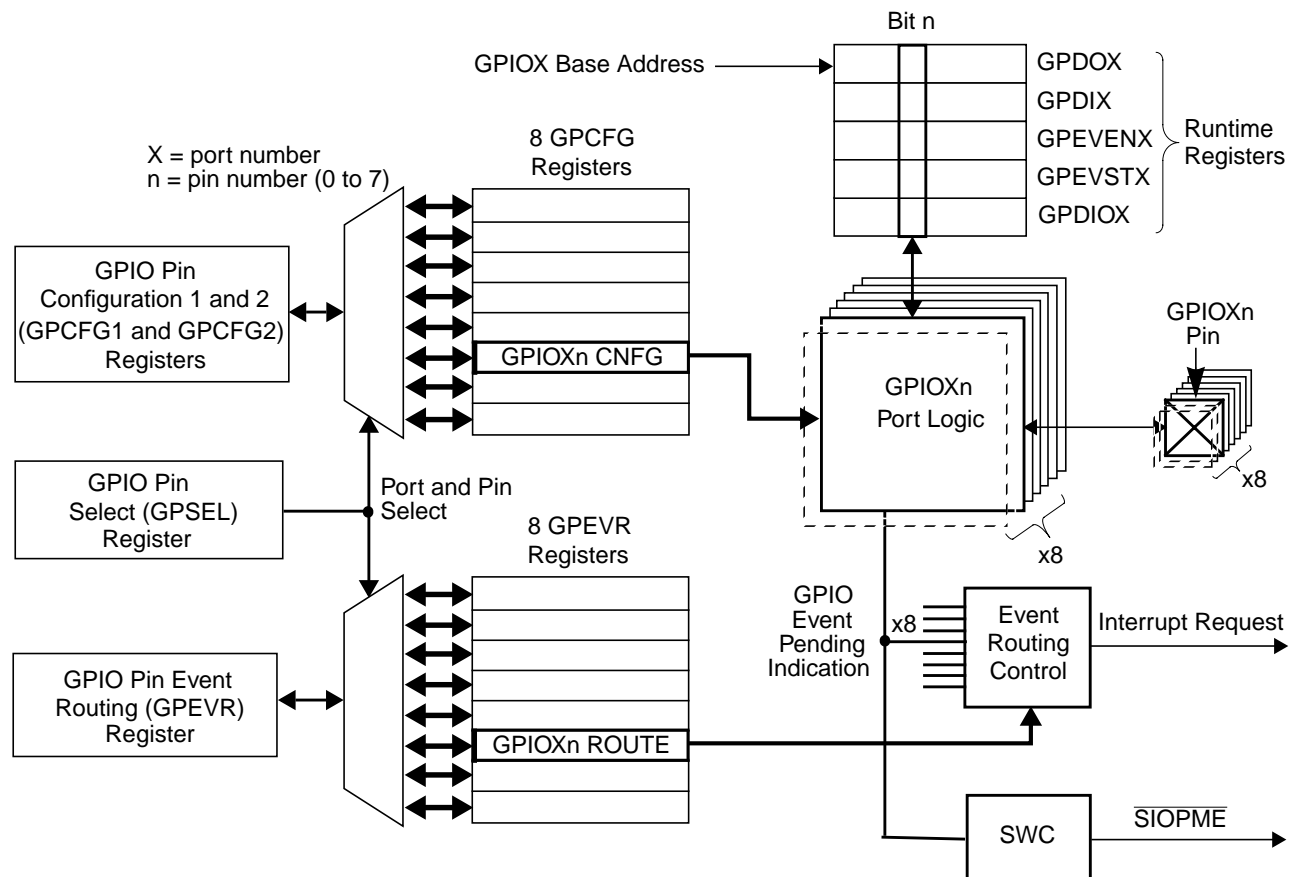 Bit n
GPIOX Base Address
GPDOX
GPDIX
GPEVENX
GPEVSTX
GPDIOX
Runtime
Registers
X = port number
n = pin number (0 to 7)
8 GPCFG
Registers
GPIO Pin
Configuration 1 and 2
(GPCFG1 and GPCFG2)
Registers
GPIOXn CNFG
GPIOXn
Port Logic
x8
GPIOXn
Pin
x8
GPIO Pin
Select (GPSEL)
Register
Port and Pin
Select
8 GPEVR
Registers
GPIO Pin Event
Routing (GPEVR)
Register
GPIOXn ROUTE
GPIO
Event
Pending
Indication
x8
Event
Routing
Control
Interrupt Request
SWC
SIOPME